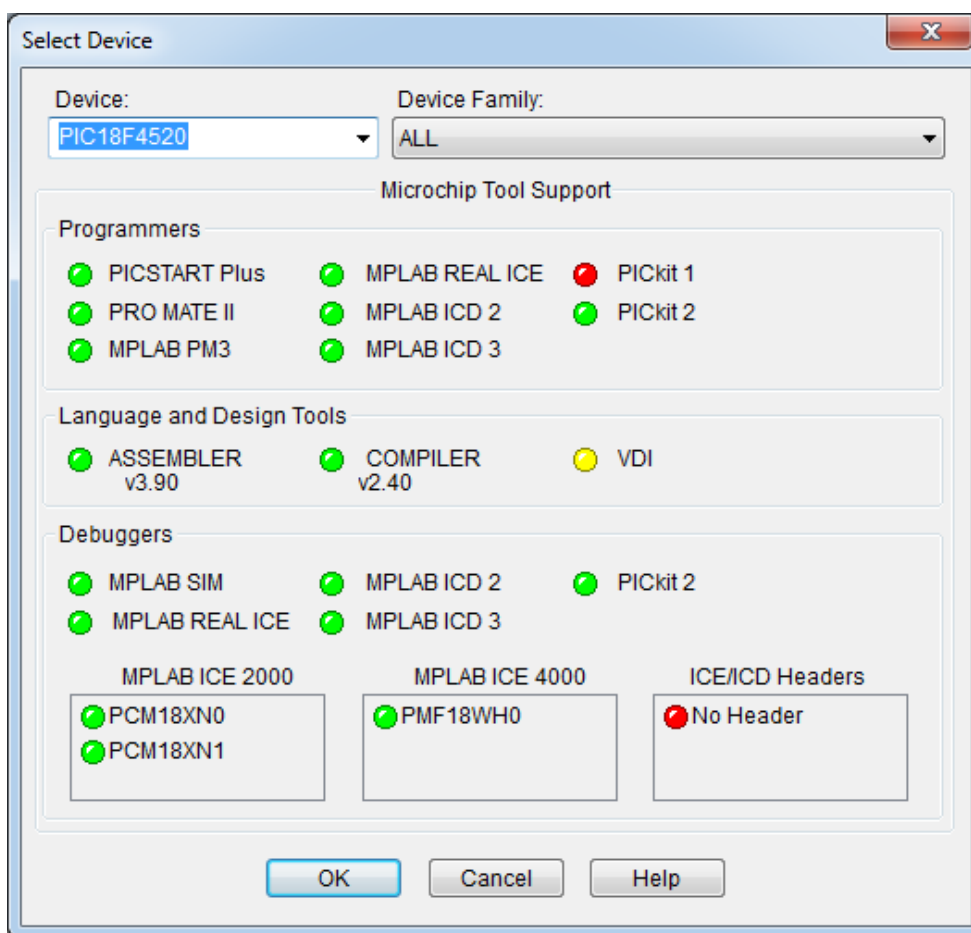 Select Device
Device: Device Family:
PIC18F4520 ALL
Microchip Tool Support
Programmers
PICSTART Plus MPLAB REAL ICE PICkit 1
PRO MATE II MPLAB ICD 2 PICkit 2
MPLAB PM3 MPLAB ICD 3
Language and Design Tools
ASSEMBLER COMPILER VDI
v3.90 v2.40
Debuggers
MPLAB SIM MPLAB ICD 2 PICkit 2
MPLAB REAL ICE MPLAB ICD 3
MPLAB ICE 2000 MPLAB ICE 4000 ICE/ICD Headers
PCM18XN0 PMF18WH0 No Header
PCM18XN1
OK Cancel Help